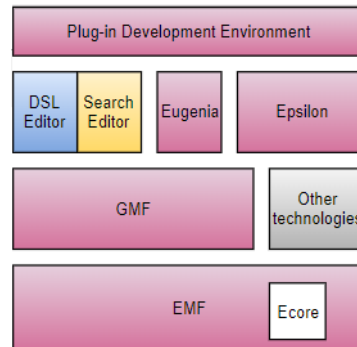 Plug-in Development Environment
DSL
Editor
Search
Editor
Eugenia
Epsilon
GMF
Other
technologies
EMF
Ecore